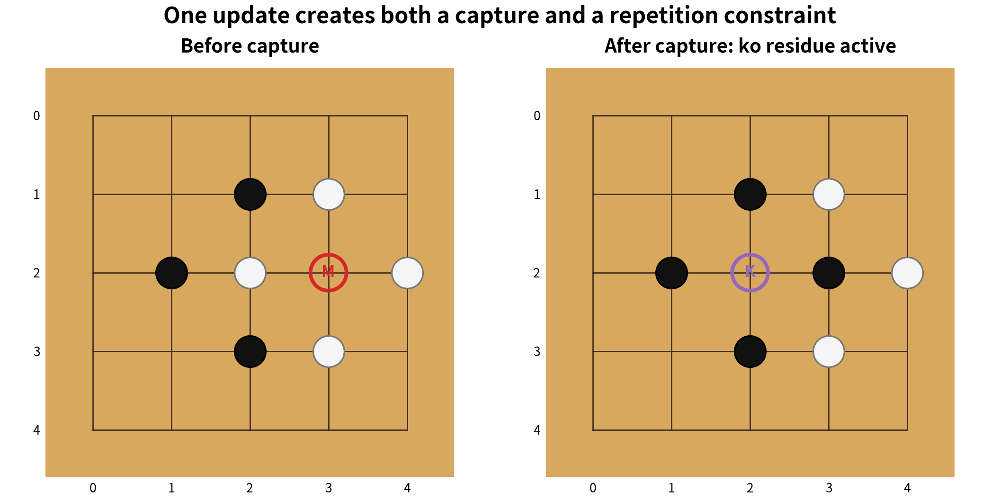 One update creates both a capture and a repetition constraint
Before capture
After capture: ko residue active
0
1
2
3
4
M
0 1 2 3 4
0
1
2
3
4
K
0 1 2 3 4